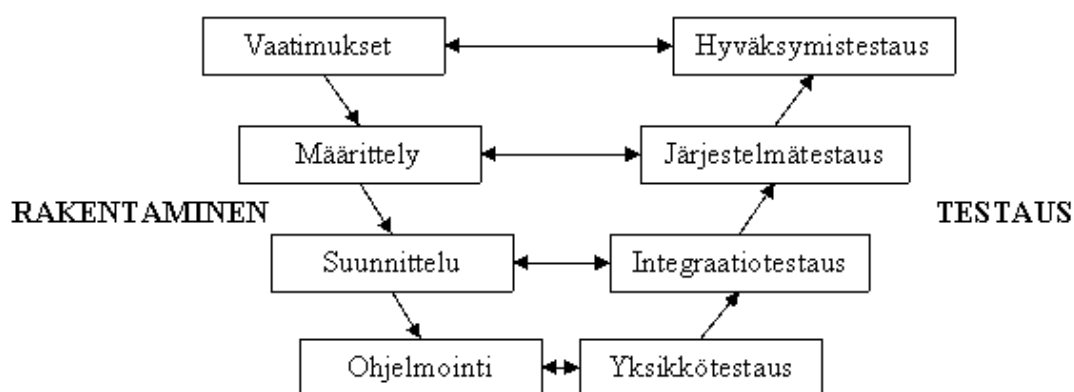 Vaatimukset
Hyväksymistestaus
Määrittely
Järjestelmätestaus
RAKENTAMINEN
TESTAUS
Suunnittelu
Integraatiotestaus
Ohjelmointi
Yksikkötestaus